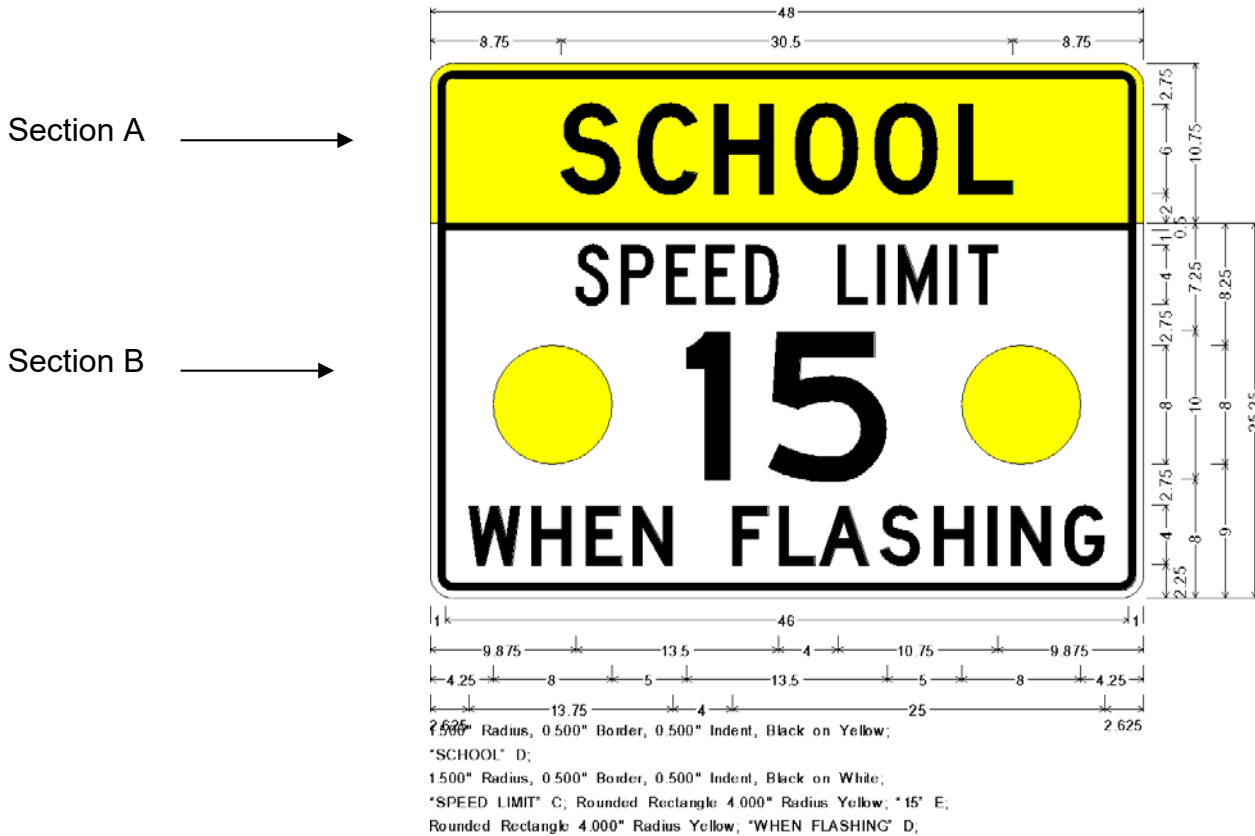 48
8.75 30.5 8.75
Section A
SCHOOL
2.75 6 2
10.75
0.5
Section B
SPEED LIMIT
15
WHEN FLASHING
1 4 2.75 8 2.75 4 2.25
7.25 10 8
8.25 8 9
25.25
1 46 1
9.875 13.5 4 10.75 9.875
4.25 8 5 13.5 5 8 4.25
2.625 13.75 4 25 2.625
1.500" Radius, 0.500" Border, 0.500" Indent, Black on Yellow;
"SCHOOL" D;
1.500" Radius, 0.500" Border, 0.500" Indent, Black on White;
"SPEED LIMIT" C; Rounded Rectangle 4.000" Radius Yellow; "15" E;
Rounded Rectangle 4.000" Radius Yellow; "WHEN FLASHING" D;